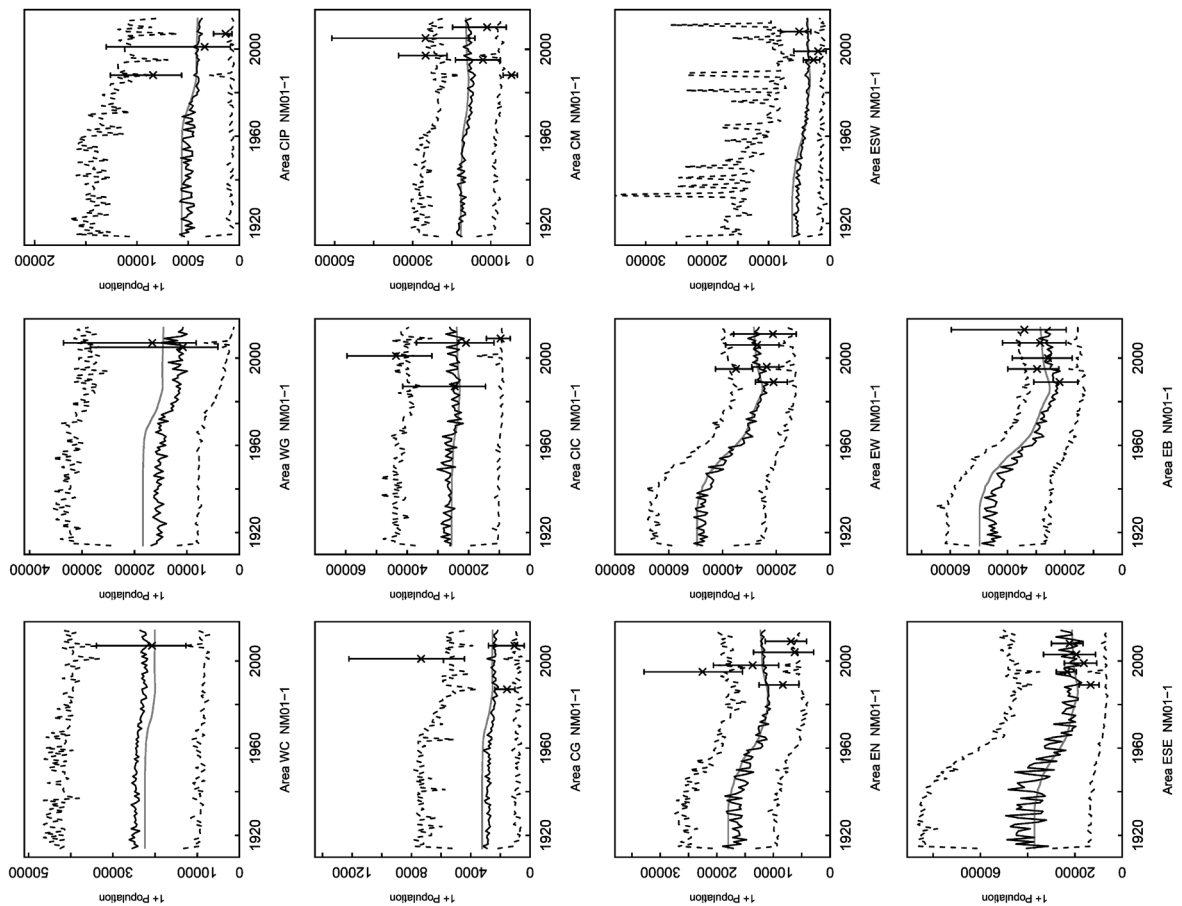 1+ Population
0 10000 30000 50000
1920 1960 2000
Area WC NM01−1
1+ Population
0 10000 20000 30000 40000
1920 1960 2000
Area WG NM01−1
1+ Population
0 5000 10000 20000
1920 1960 2000
Area CIP NM01−1
1+ Population
0 4000 8000 12000
1920 1960 2000
Area CG NM01−1
1+ Population
0 20000 40000 60000 80000
1920 1960 2000
Area CIC NM01−1
1+ Population
0 10000 30000 50000
1920 1960 2000
Area CM NM01−1
1+ Population
0 10000 30000
1920 1960 2000
Area EN NM01−1
1+ Population
0 20000 40000 60000 80000
1920 1960 2000
Area EW NM01−1
1+ Population
0 10000 20000 30000
1920 1960 2000
Area ESW NM01−1
1+ Population
0 20000 60000
1920 1960 2000
Area ESE NM01−1
1+ Population
0 20000 40000 60000 80000
1920 1960 2000
Area EB NM01−1